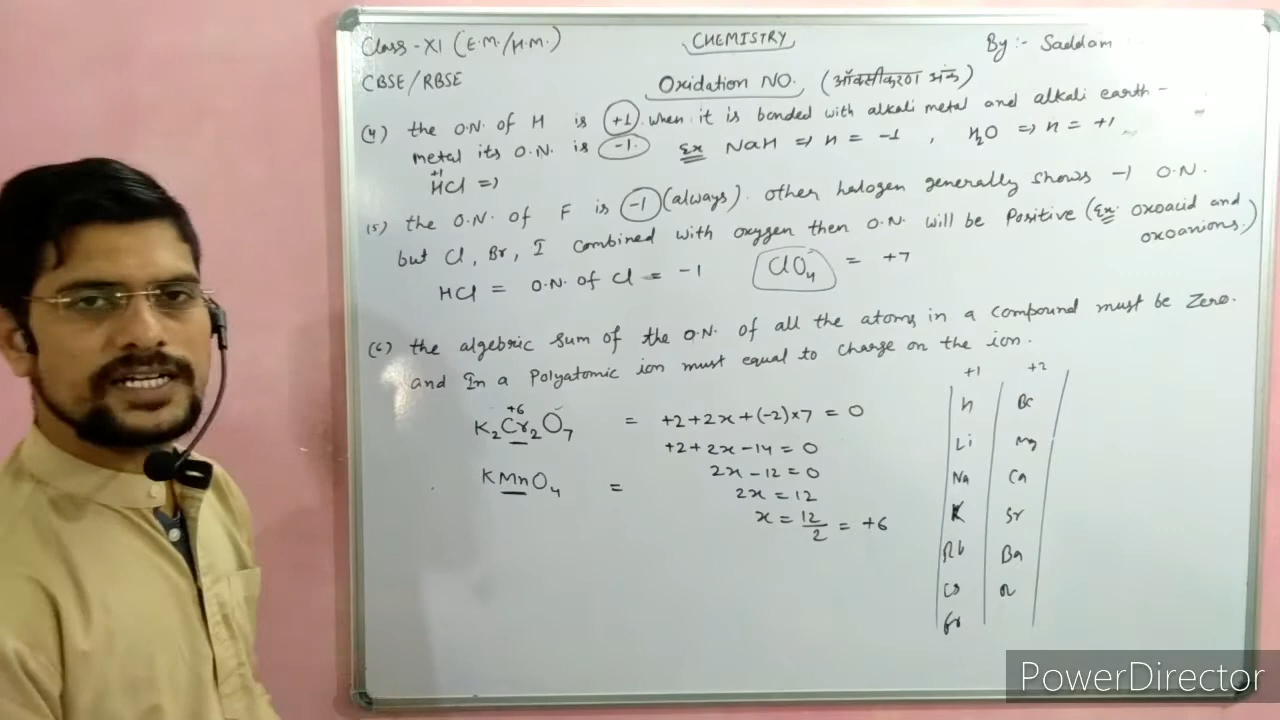 Class - XI (E.M./H.M.)
CHEMISTRY
By :- Saddam
CBSE/RBSE
Oxidation NO. (ऑक्सीकरण अंक)
(4) the O.N. of H is +1 when it is bonded with alkali metal and alkali earth -
metal its O.N. is -1. Ex NaH => H = -1 , H₂O => H = +1
+1
HCl =>
(5) the O.N. of F is -1 (always). other halogen generally shows -1 O.N.
but Cl, Br, I combined with oxygen then O.N. will be Positive (Ex: oxoacid and
oxoanions.)
HCl = O.N. of Cl = -1 ClO₄⁻ = +7
(6) the algebric sum of the O.N. of all the atoms in a compound must be Zero.
and In a Polyatomic ion must equal to charge on the ion.
+6
K₂Cr₂O₇ = +2+2x+(-2)×7 = 0
+2+2x-14 = 0
2x-12 = 0
KMnO₄ =
2x = 12
x = 12/2 = +6
+1 +2
H Be
Li Mg
Na Ca
K Sr
Rb Ba
Cs
Fr
PowerDirector